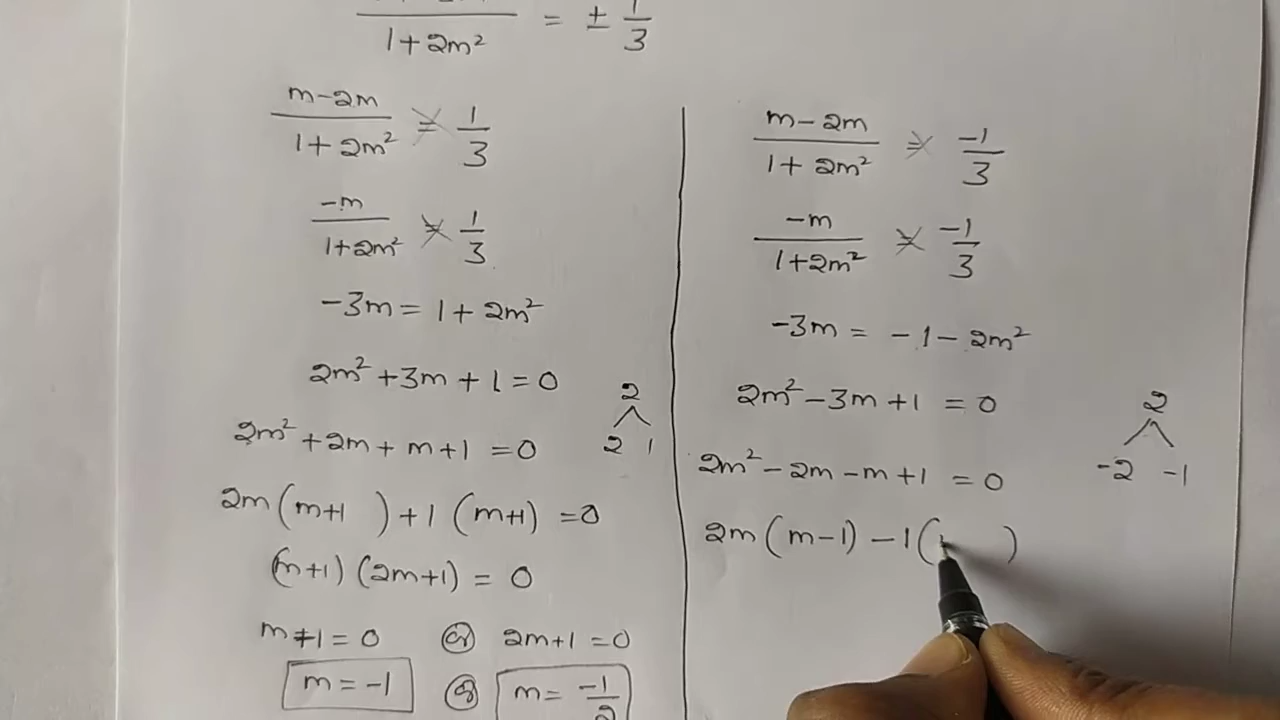 1+2m² = ± 1/3
(m-2m)/(1+2m²) = 1/3
-m/(1+2m²) = 1/3
-3m = 1+2m²
2m²+3m+1=0
2
2 1
2m²+2m+m+1=0
2m(m+1 )+1(m+1)=0
(m+1)(2m+1)=0
m+1=0 @ 2m+1=0
m=-1 @ m=-1/2
(m-2m)/(1+2m²) = -1/3
-m/(1+2m²) = -1/3
-3m = -1-2m²
2m²-3m+1=0
2
-2 -1
2m²-2m-m+1=0
2m(m-1)-1( )